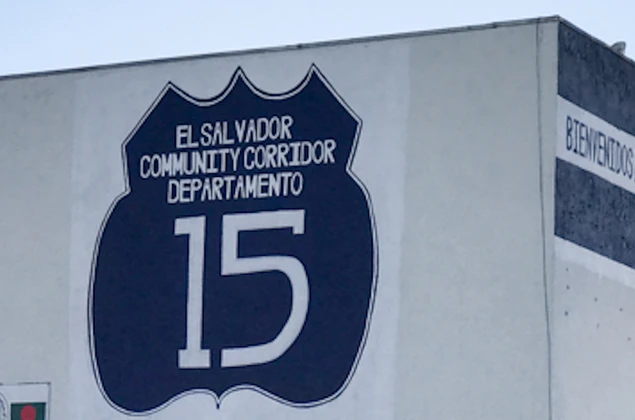 EL SALVADOR
COMMUNITY CORRIDOR
DEPARTAMENTO
15
BIENVENIDOS